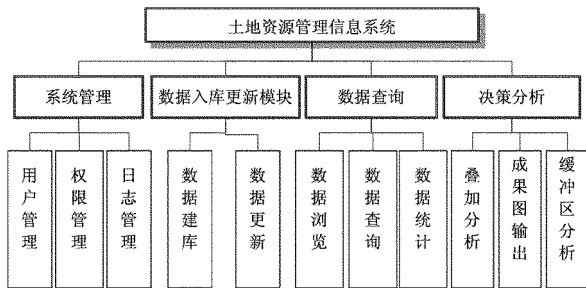 土地资源管理信息系统
系统管理
数据入库更新模块
数据查询
决策分析
用户管理
权限管理
日志管理
数据建库
数据更新
数据浏览
数据查询
数据统计
叠加分析
成果图输出
缓冲区分析